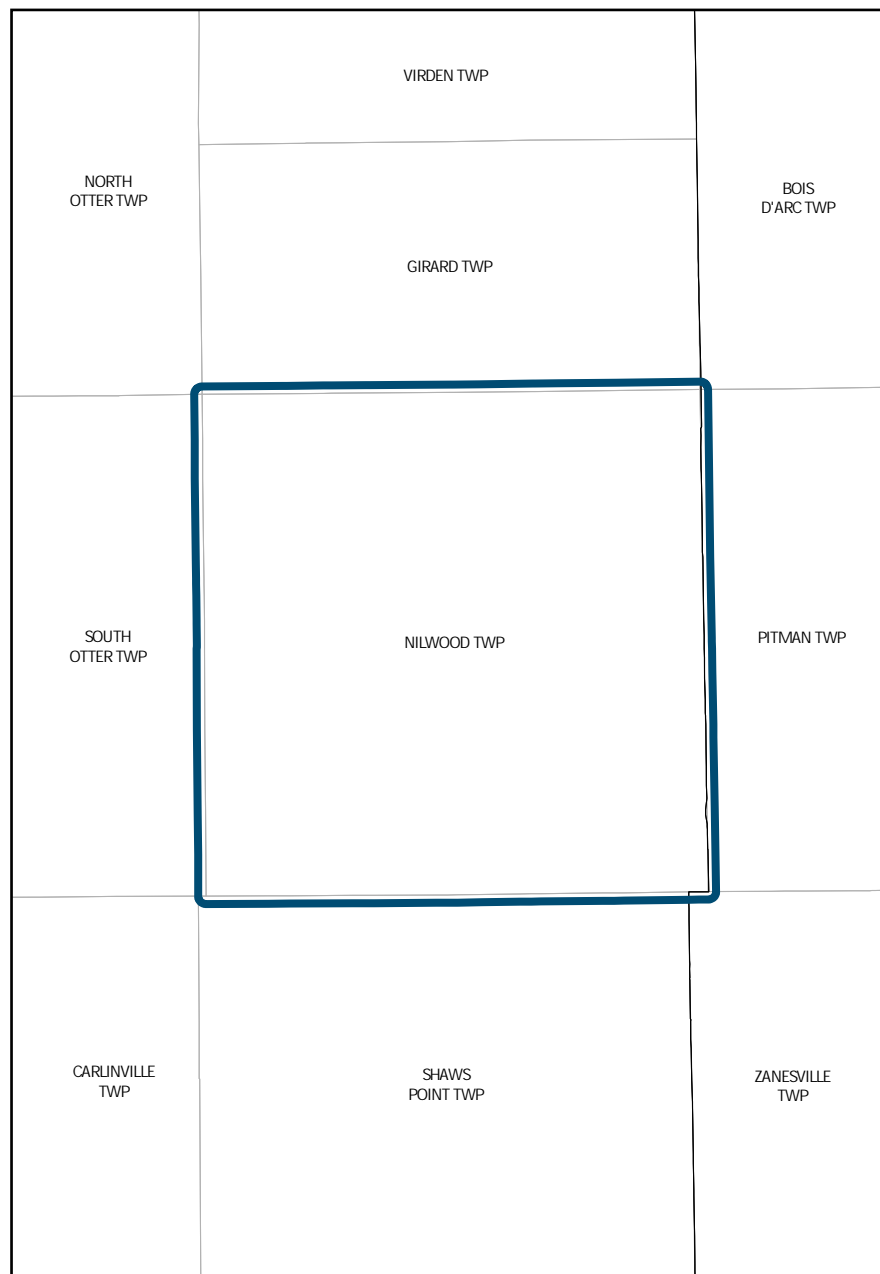 VIRDEN TWP
NORTH
OTTER TWP
BOIS
D'ARC TWP
GIRARD TWP
SOUTH
OTTER TWP
NILWOOD TWP
PITMAN TWP
CARLINVILLE
TWP
SHAWS
POINT TWP
ZANESVILLE
TWP